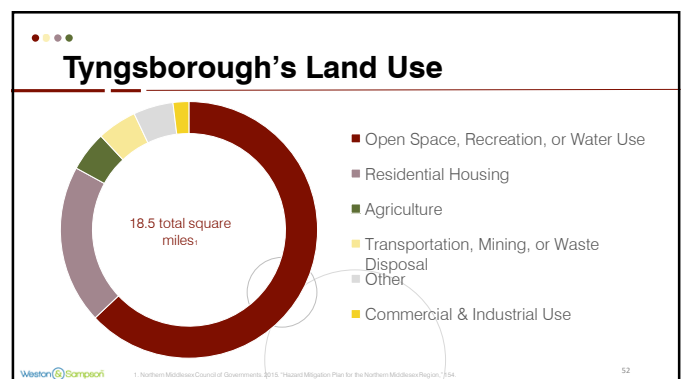 Tyngsborough's Land Use
18.5 total square
miles₁
Open Space, Recreation, or Water Use
Residential Housing
Agriculture
Transportation, Mining, or Waste
Disposal
Other
Commercial & Industrial Use
Weston & Sampson
1. Northern Middlesex Council of Governments. 2015. "Hazard Mitigation Plan for the Northern Middlesex Region." 154.
52